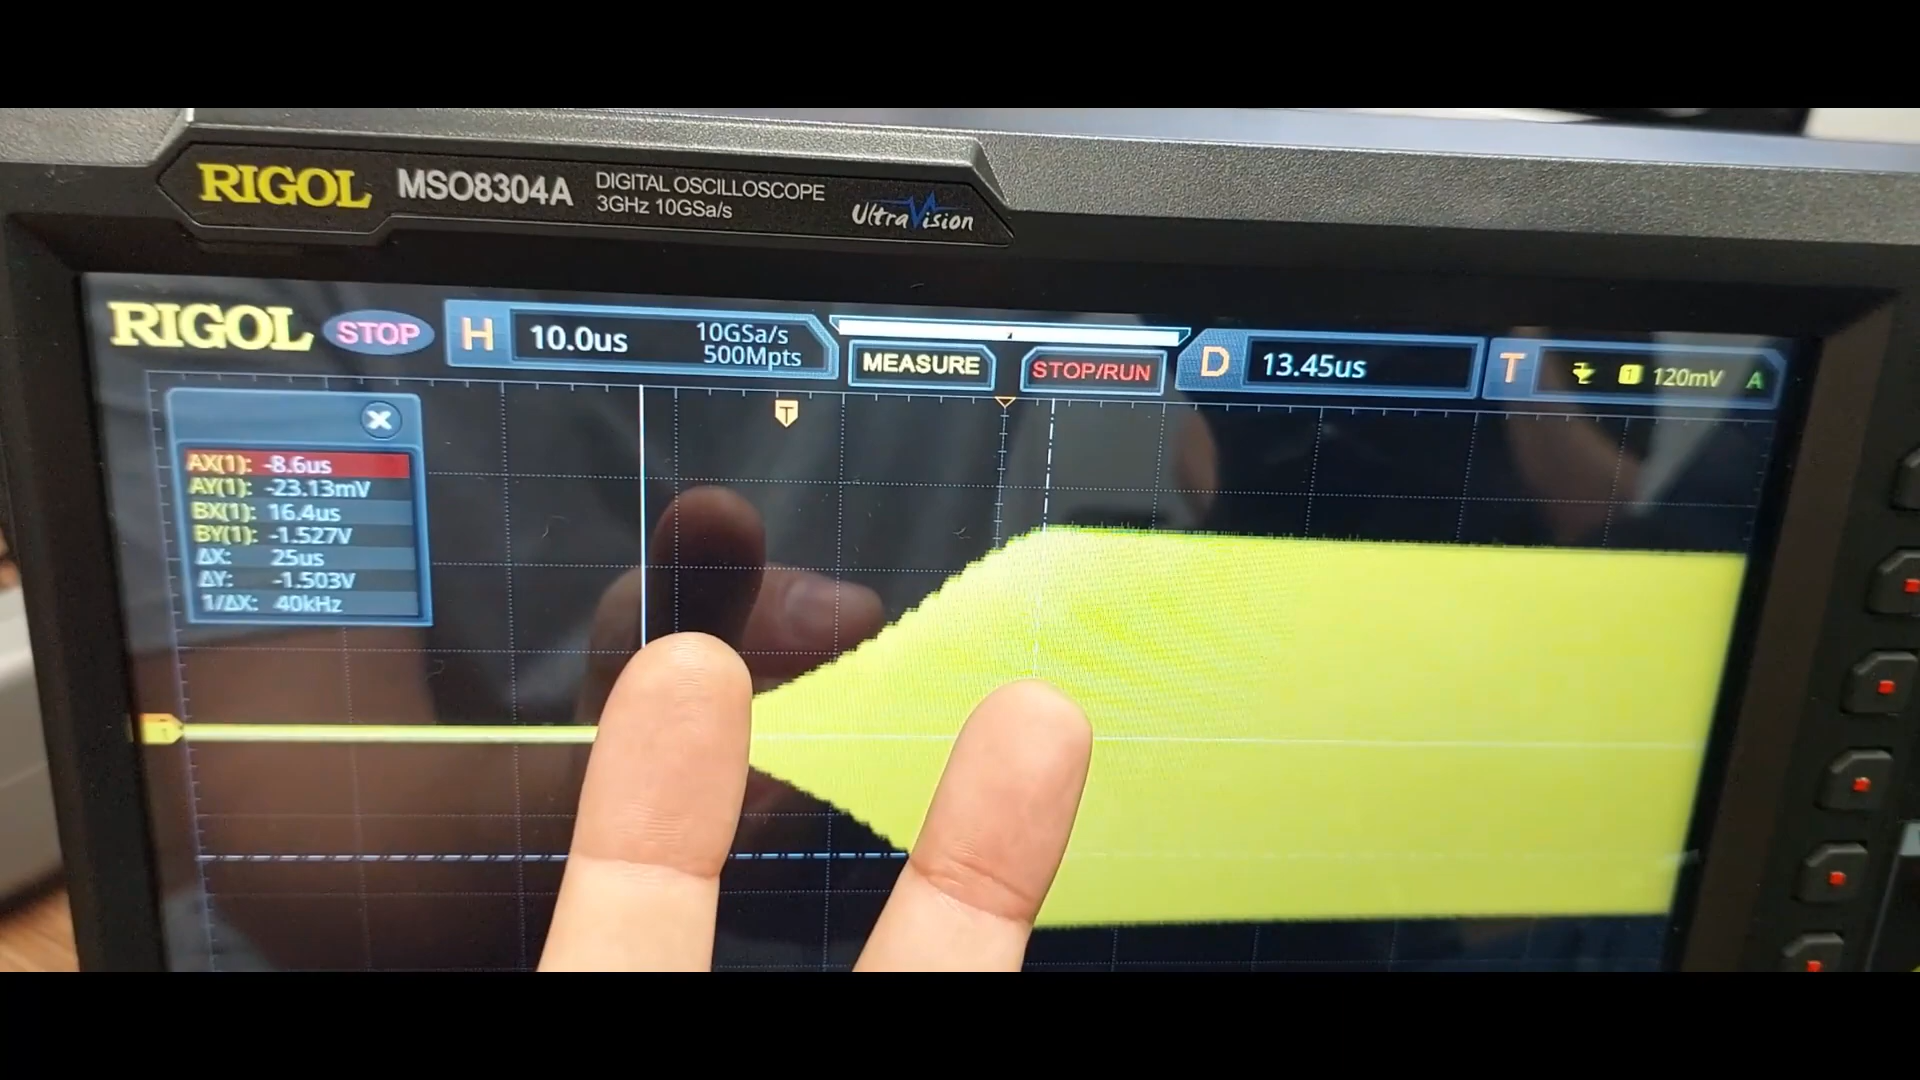 RIGOL MSO8304A DIGITAL OSCILLOSCOPE
3GHz 10GSa/s
UltraVision
RIGOL STOP H 10.0us 10GSa/s
500Mpts
MEASURE STOP/RUN D 13.45us T 1 120mV A
T
AX(1): -8.6us
AY(1): -23.13mV
BX(1): 16.4us
BY(1): -1.527V
ΔX: 25us
ΔY: -1.503V
1/ΔX: 40kHz
1